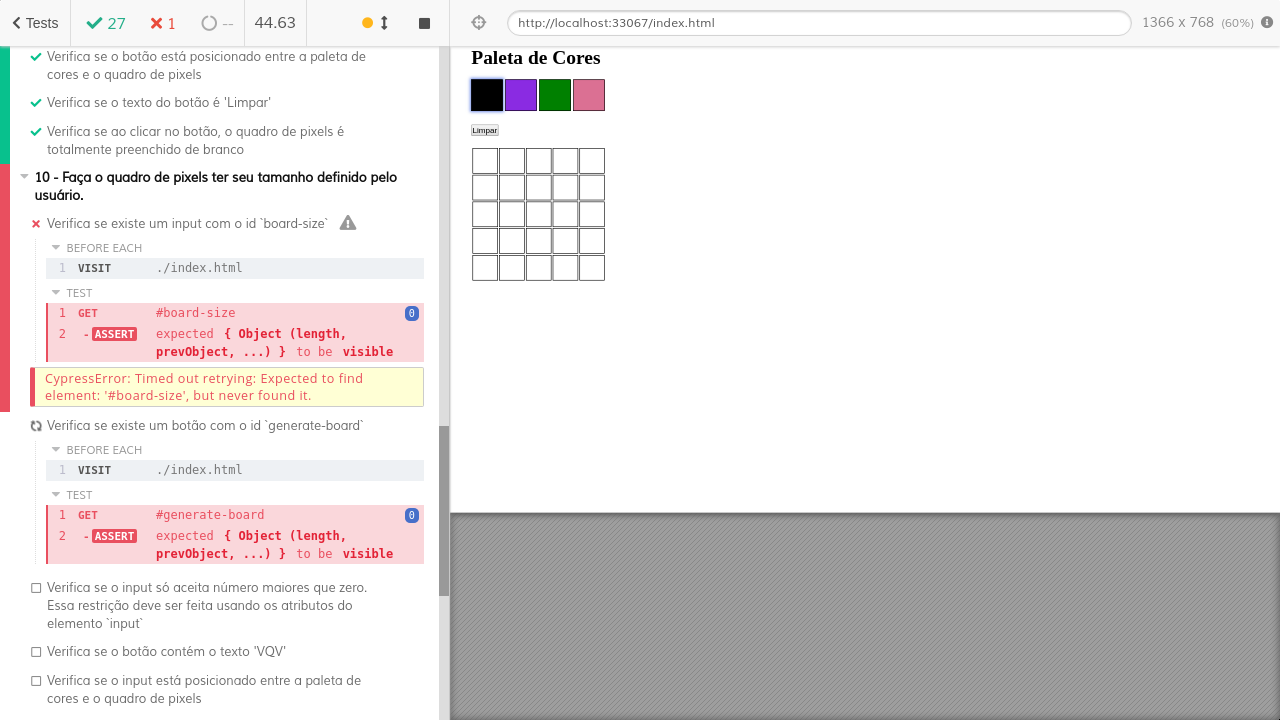 Tests 27 1 -- 44.63
http://localhost:33067/index.html 1366 x 768 (60%)
Verifica se o botão está posicionado entre a paleta de
cores e o quadro de pixels
Verifica se o texto do botão é 'Limpar'
Verifica se ao clicar no botão, o quadro de pixels é
totalmente preenchido de branco
10 - Faça o quadro de pixels ter seu tamanho definido pelo
usuário.
Verifica se existe um input com o id `board-size`
BEFORE EACH
1 VISIT ./index.html
TEST
1 GET #board-size 0
2 - ASSERT expected { Object (length,
prevObject, ...) } to be visible
CypressError: Timed out retrying: Expected to find
element: '#board-size', but never found it.
Verifica se existe um botão com o id `generate-board`
BEFORE EACH
1 VISIT ./index.html
TEST
1 GET #generate-board 0
2 - ASSERT expected { Object (length,
prevObject, ...) } to be visible
Verifica se o input só aceita número maiores que zero.
Essa restrição deve ser feita usando os atributos do
elemento `input`
Verifica se o botão contém o texto 'VQV'
Verifica se o input está posicionado entre a paleta de
cores e o quadro de pixels
Paleta de Cores
Limpar